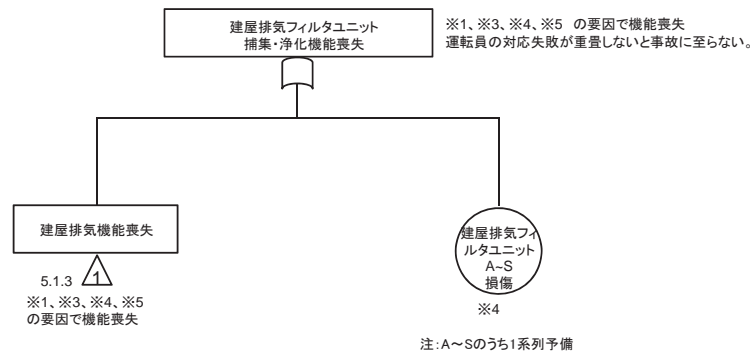 建屋排気フィルタユニット
捕集・浄化機能喪失
※1、※3、※4、※5 の要因で機能喪失
運転員の対応失敗が重畳しないと事故に至らない。
建屋排気機能喪失
5.1.3
1
※1、※3、※4、※5
の要因で機能喪失
建屋排気フィ
ルタユニット
A~S
損傷
※4
注:A～Sのうち1系列予備